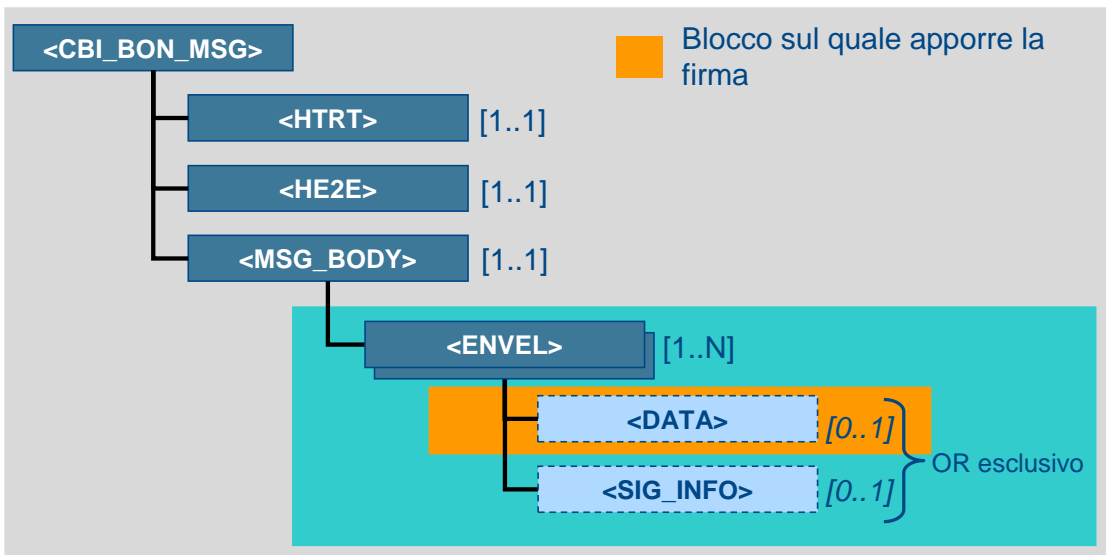 <CBI_BON_MSG>
Blocco sul quale apporre la
firma
<HTRT> [1..1]
<HE2E> [1..1]
<MSG_BODY> [1..1]
<ENVEL> [1..N]
<DATA> [0..1]
OR esclusivo
<SIG_INFO> [0..1]